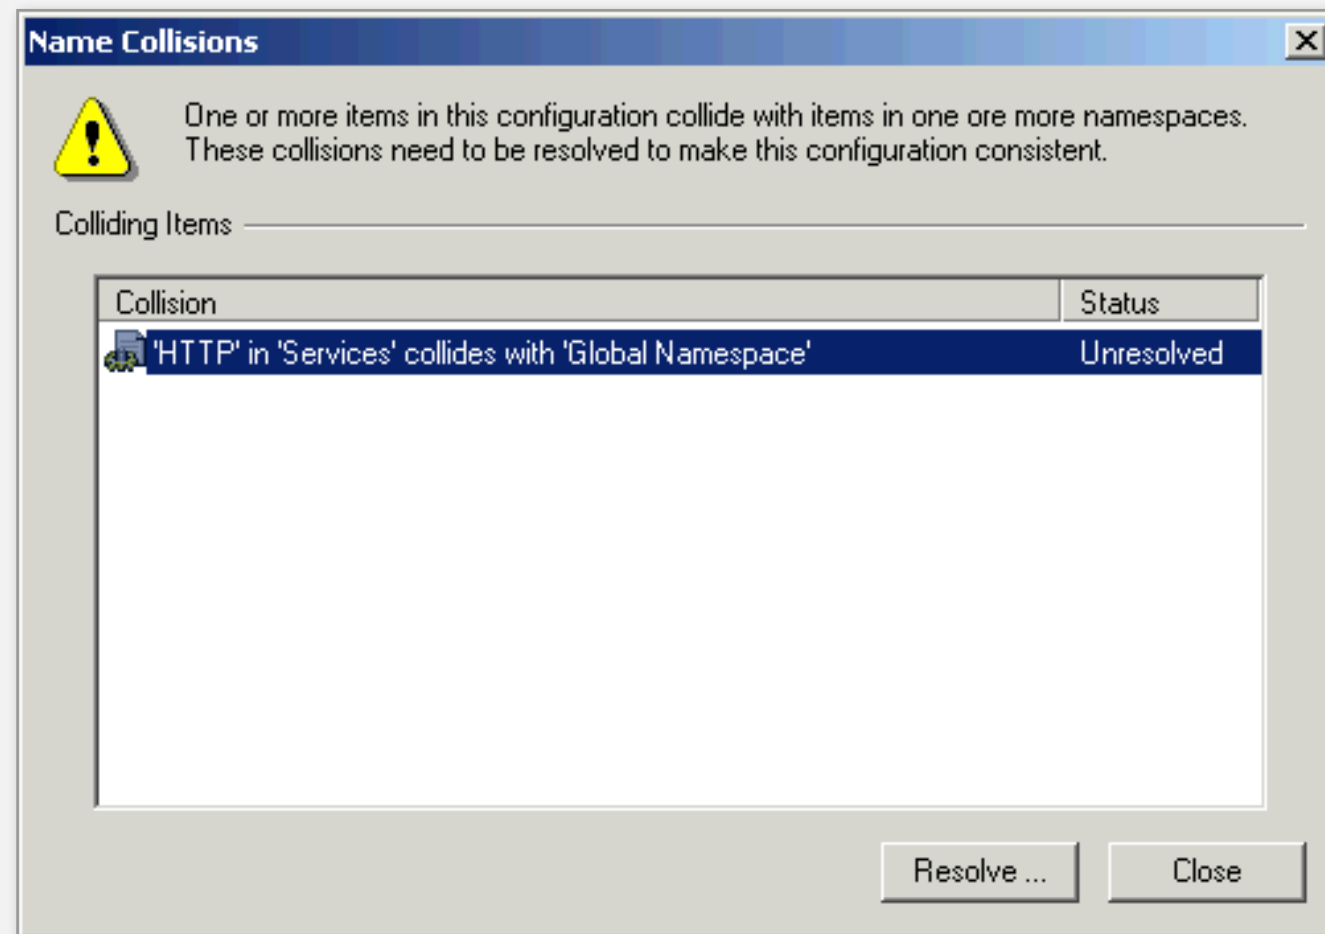 Name Collisions
One or more items in this configuration collide with items in one ore more namespaces.
These collisions need to be resolved to make this configuration consistent.
Colliding Items
Collision Status
'HTTP' in 'Services' collides with 'Global Namespace' Unresolved
Resolve ... Close